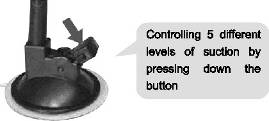 Controlling 5 different
levels of suction by
pressing down the
button